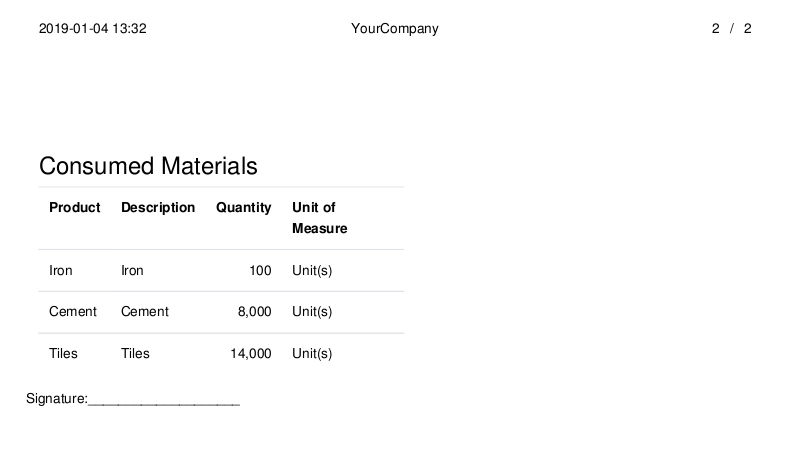 2019-01-04 13:32 YourCompany 2 / 2
Consumed Materials
Product Description Quantity Unit of Measure
Iron Iron 100 Unit(s)
Cement Cement 8,000 Unit(s)
Tiles Tiles 14,000 Unit(s)
Signature:____________________